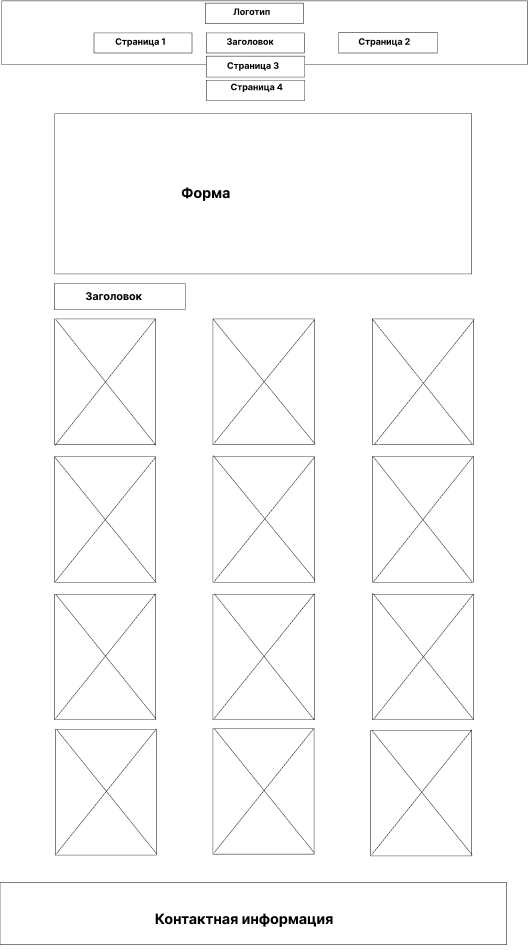 Логотип
Страница 1
Заголовок
Страница 2
Страница 3
Страница 4
Форма
Заголовок
Контактная информация